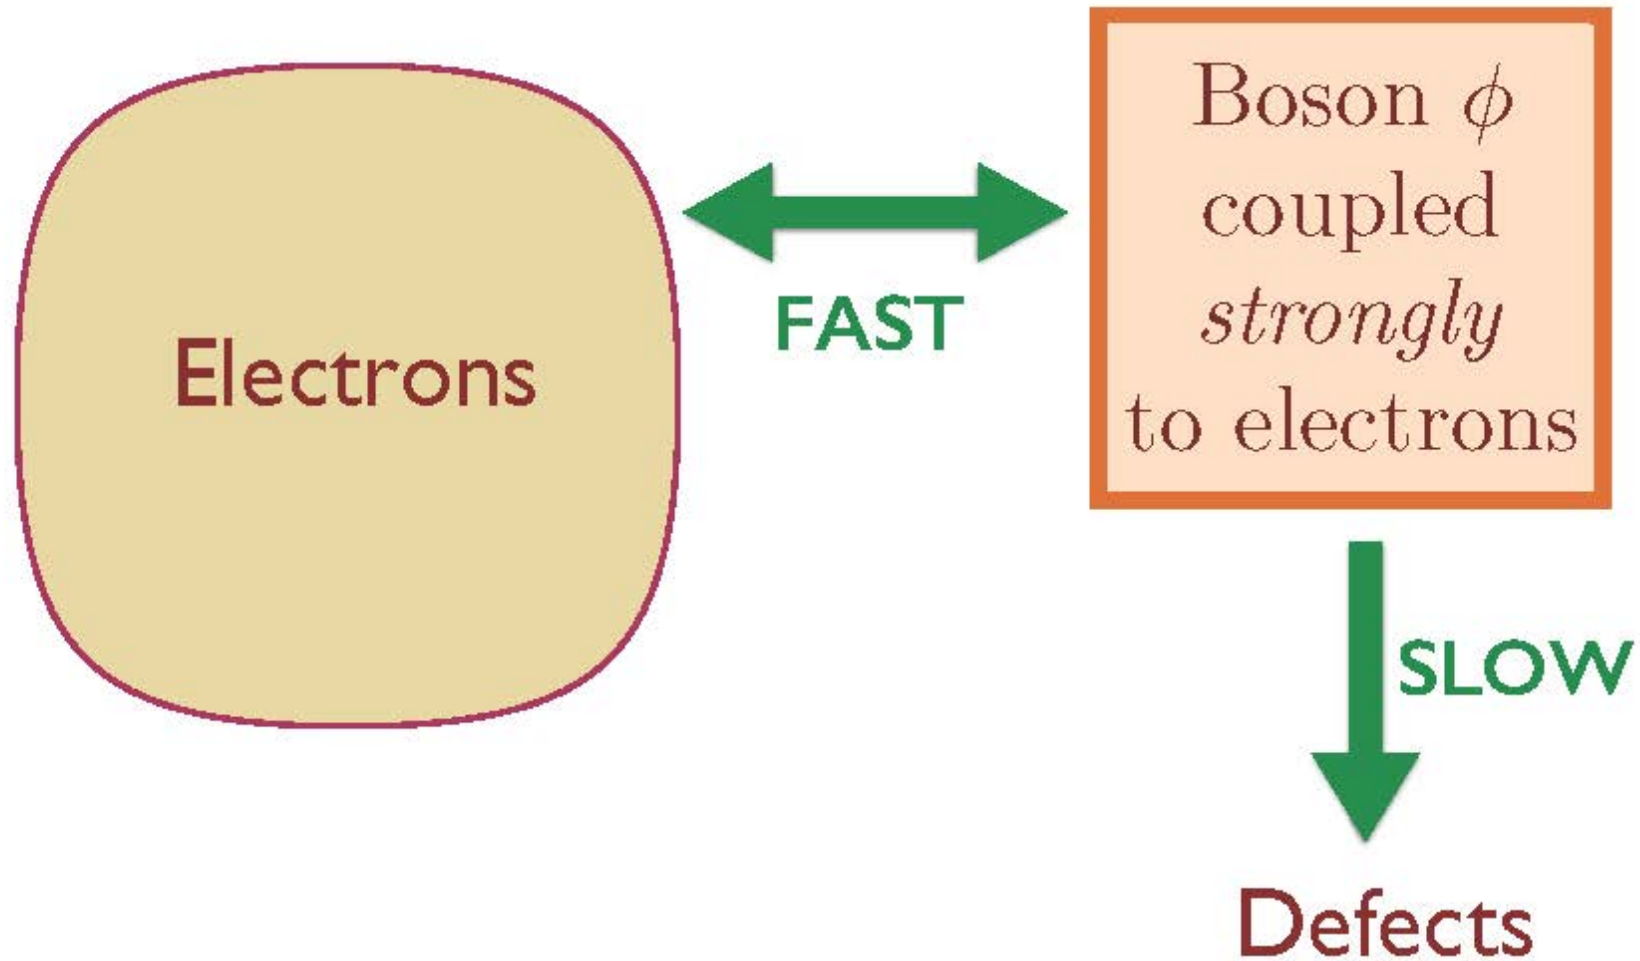 Electrons
FAST
Boson ϕ
coupled
strongly
to electrons
SLOW
Defects